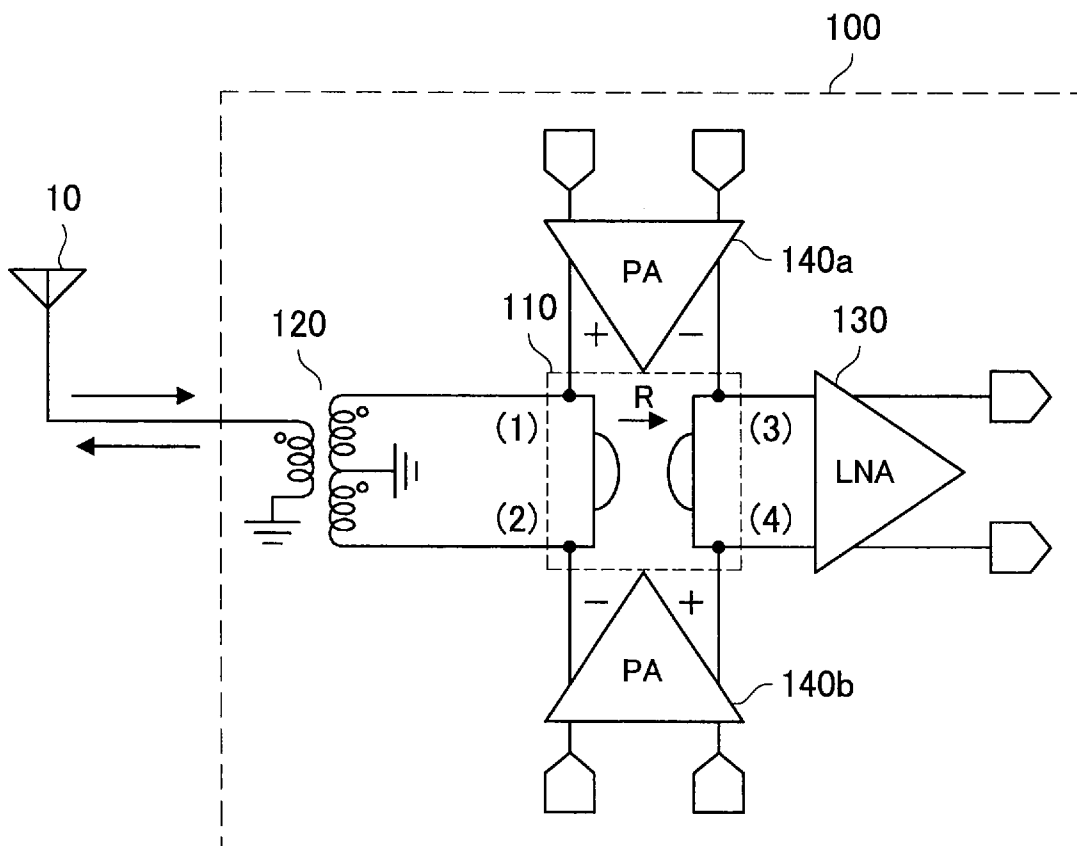 100
10
PA
140a
110
120
+ −
130
R
(1)
(3)
LNA
(2)
(4)
− +
PA
140b